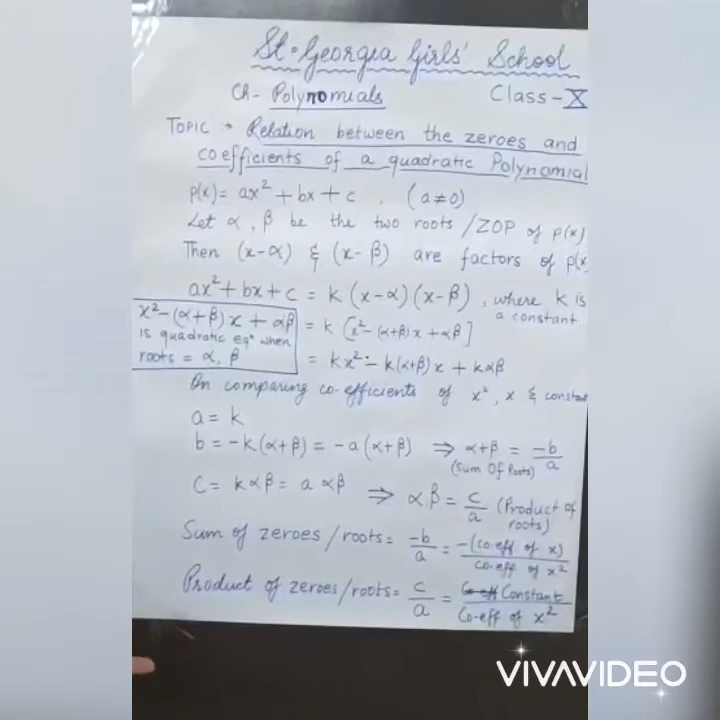 St. Georgea Girls' School
Ch- Polynomials Class-X
TOPIC • Relation between the zeroes and
coefficients of a quadratic Polynomial
p(x) = ax² + bx + c , (a≠0)
Let α, β be the two roots/ZOP of p(x)
Then (x-α) & (x-β) are factors of p(x
ax² + bx + c = k (x-α)(x-β), where k is
a constant
x² - (α+β)x + αβ
is quadratic eqⁿ when
roots = α, β
= k [x² - (α+β)x + αβ]
= kx² - k(α+β)x + kαβ
On comparing co-efficients of x², x & constan
a = k
b = -k(α+β) = -a(α+β) ⇒ α+β = -b/a
(Sum Of Roots)
C = kαβ = aαβ ⇒ α.β = c/a (Product of
roots)
Sum of zeroes/roots = -b/a = -(co-eff of x)/co-eff of x²
Product of zeroes/roots = c/a = Constant/Co-eff of x²
VIVAVIDEO